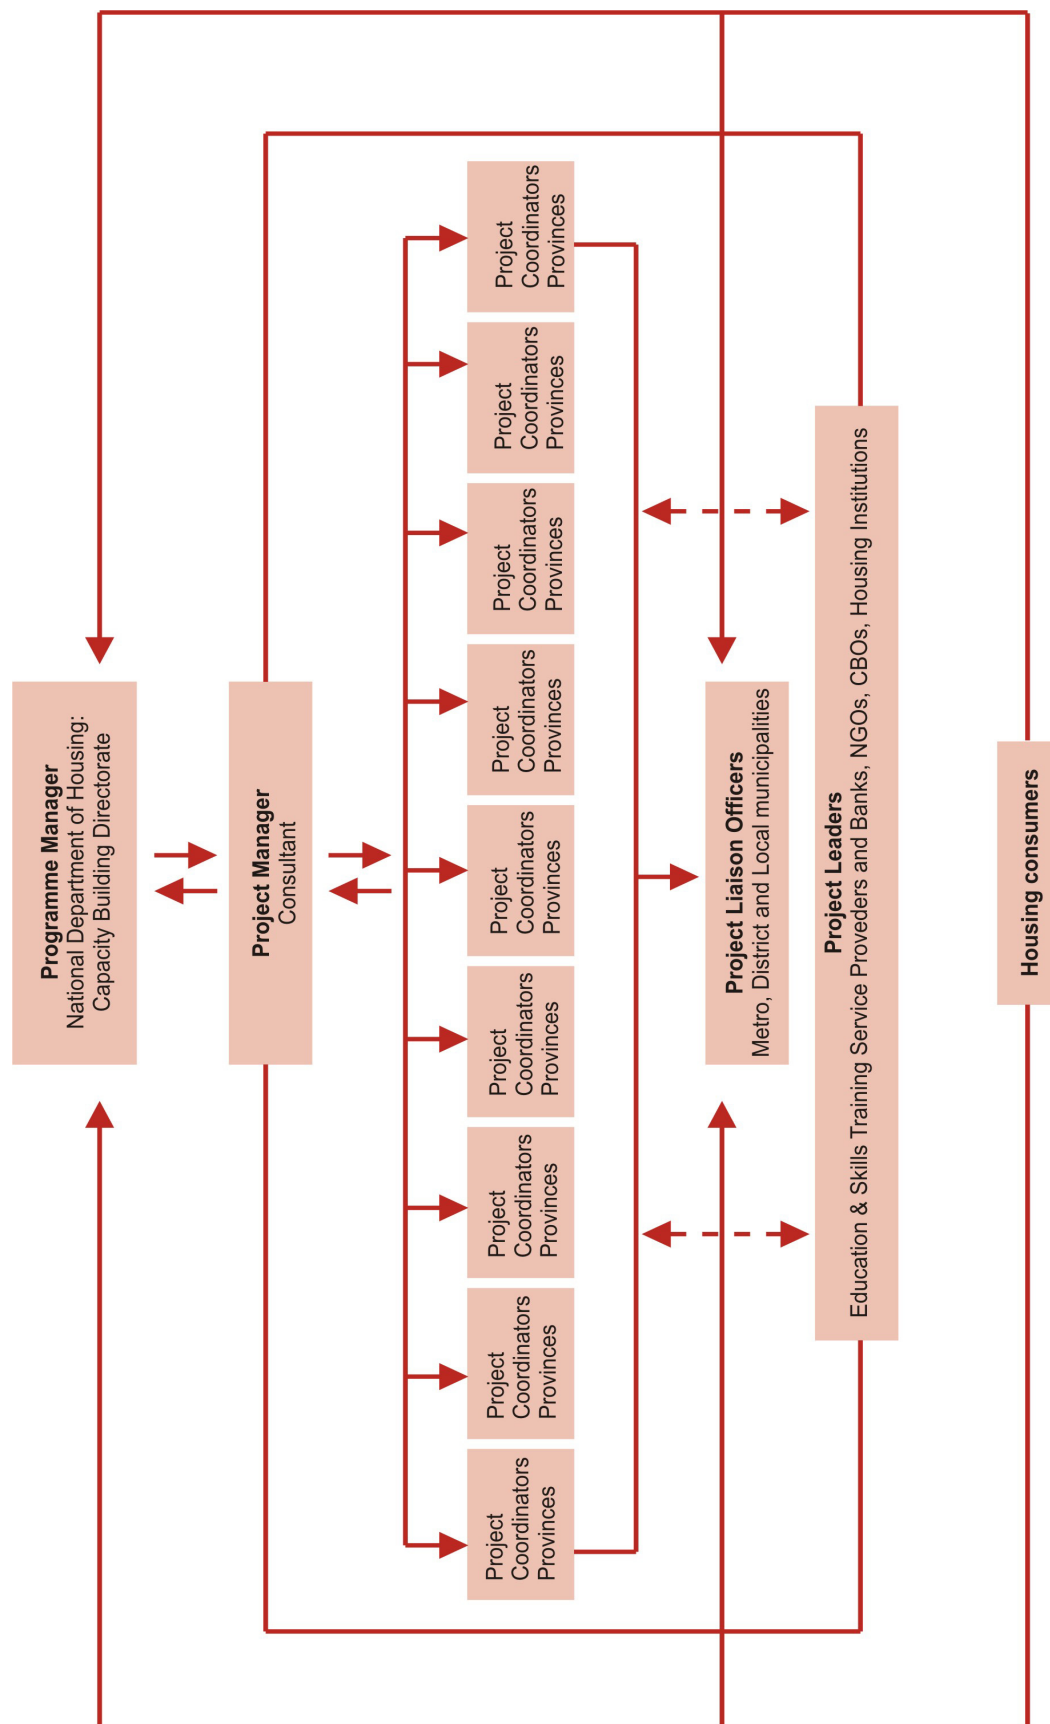 Programme Manager
National Department of Housing:
Capacity Building Directorate
Project Manager
Consultant
Project
Coordinators
Provinces
Project
Coordinators
Provinces
Project
Coordinators
Provinces
Project
Coordinators
Provinces
Project
Coordinators
Provinces
Project
Coordinators
Provinces
Project
Coordinators
Provinces
Project
Coordinators
Provinces
Project
Coordinators
Provinces
Project Liaison Officers
Metro, District and Local municipalities
Project Leaders
Education & Skills Training Service Proveders and Banks, NGOs, CBOs, Housing Institutions
Housing consumers